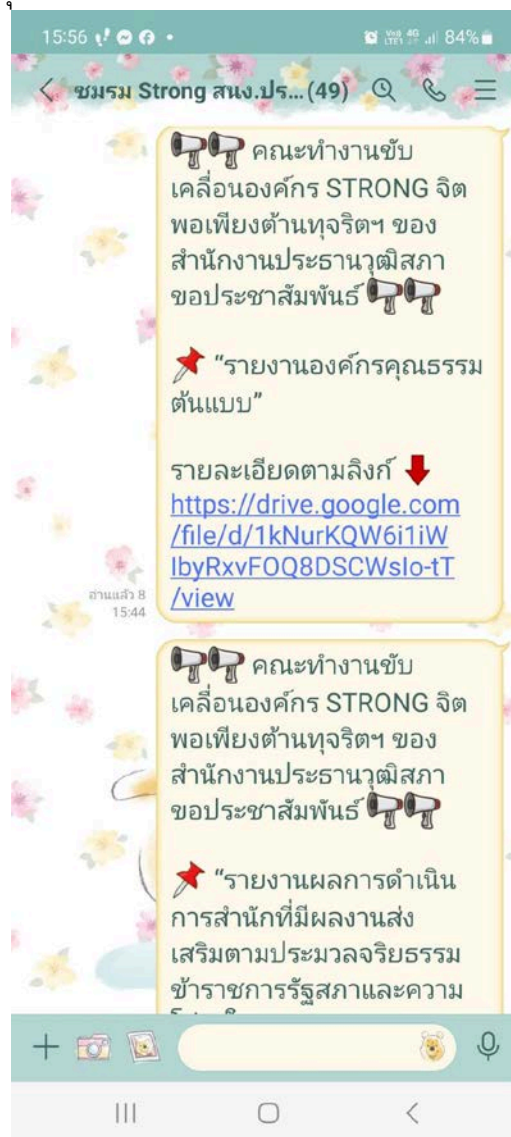 15:56
84%
ชมรม Strong สนง.ปร...(49)
คณะทำงานขับ
เคลื่อนองค์กร STRONG จิต
พอเพียงต้านทุจริตฯ ของ
สำนักงานประธานวุฒิสภา
ขอประชาสัมพันธ์
"รายงานองค์กรคุณธรรม
ต้นแบบ"
รายละเอียดตามลิงก์
https://drive.google.com
/file/d/1kNurKQW6i1iW
IbyRxvFOQ8DSCWsIo-tT
/view
อ่านแล้ว 8
15:44
คณะทำงานขับ
เคลื่อนองค์กร STRONG จิต
พอเพียงต้านทุจริตฯ ของ
สำนักงานประธานวุฒิสภา
ขอประชาสัมพันธ์
"รายงานผลการดำเนิน
การสำนักที่มีผลงานส่ง
เสริมตามประมวลจริยธรรม
ข้าราชการรัฐสภาและความ